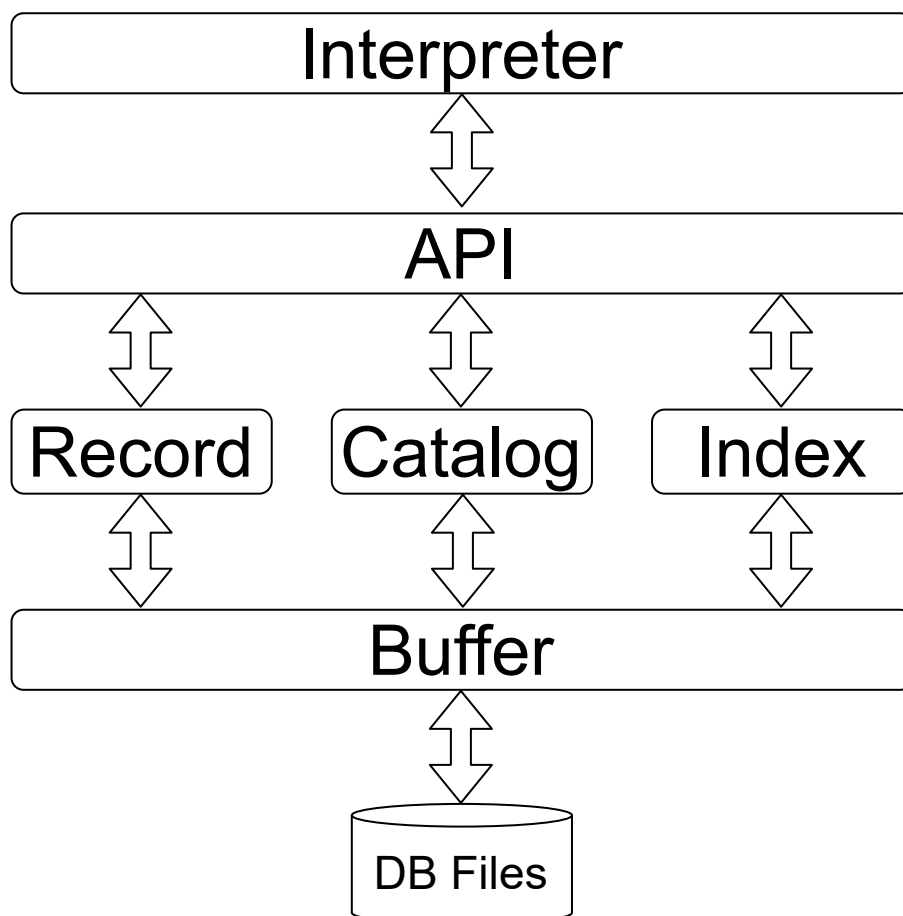 Interpreter
API
Record
Catalog
Index
Buffer
DB Files